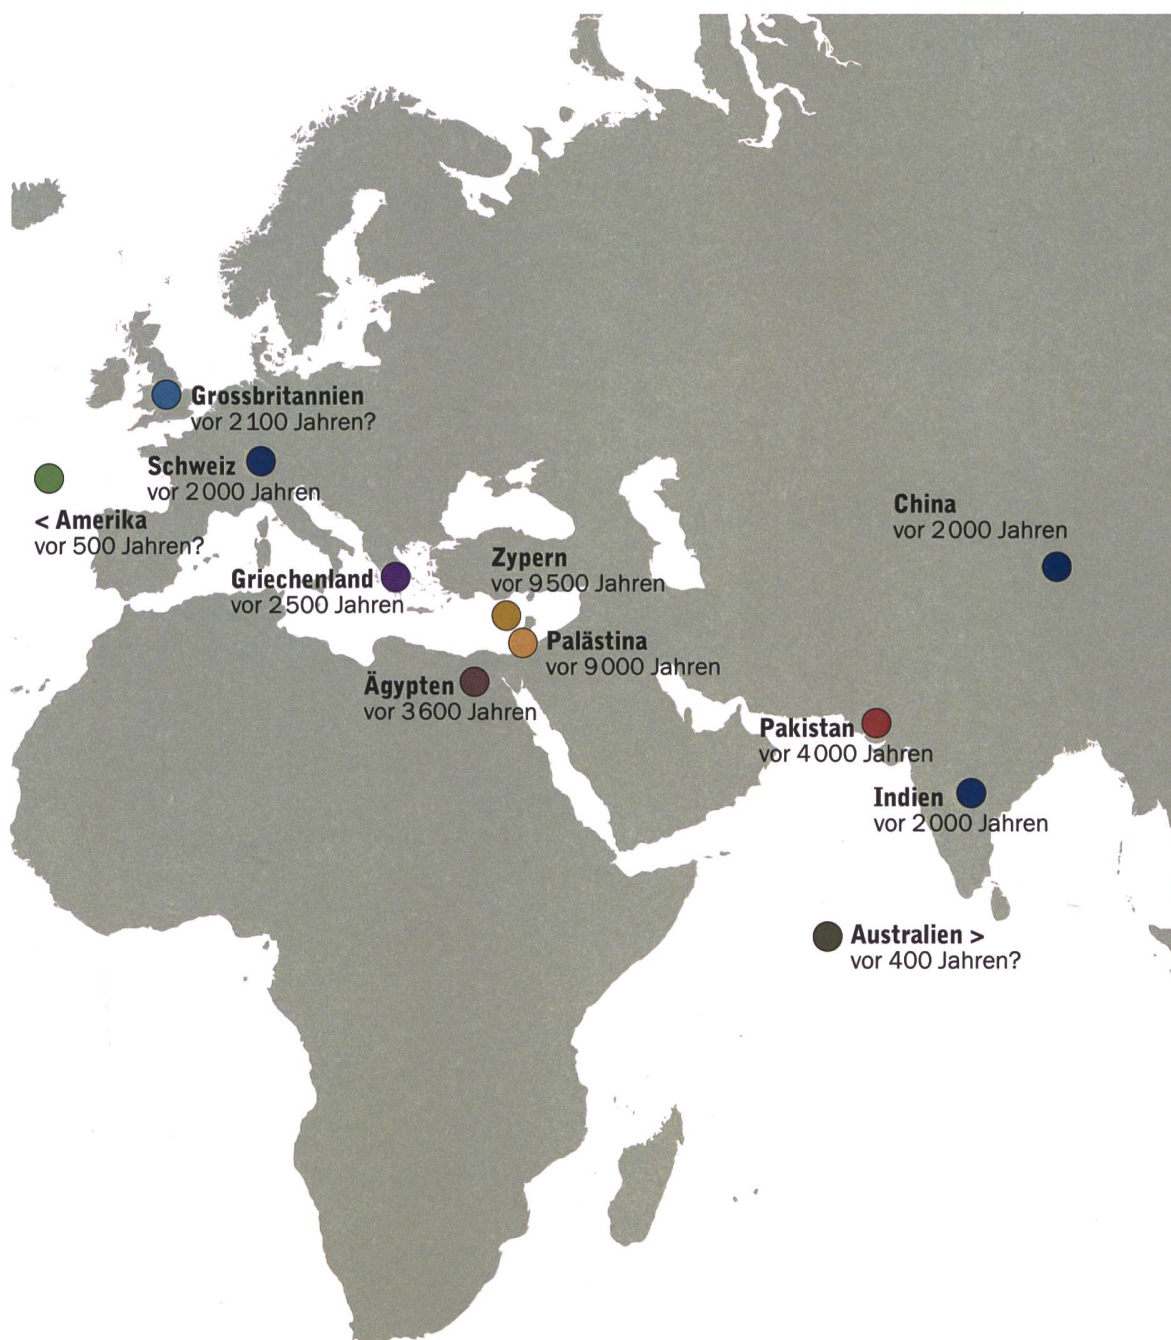 Grossbritannien
vor 2100 Jahren?
Schweiz
vor 2000 Jahren
< Amerika
vor 500 Jahren?
China
vor 2000 Jahren
Zypern
vor 9500 Jahren
Griechenland
vor 2500 Jahren
Palästina
vor 9000 Jahren
Ägypten
vor 3600 Jahren
Pakistan
vor 4000 Jahren
Indien
vor 2000 Jahren
Australien >
vor 400 Jahren?